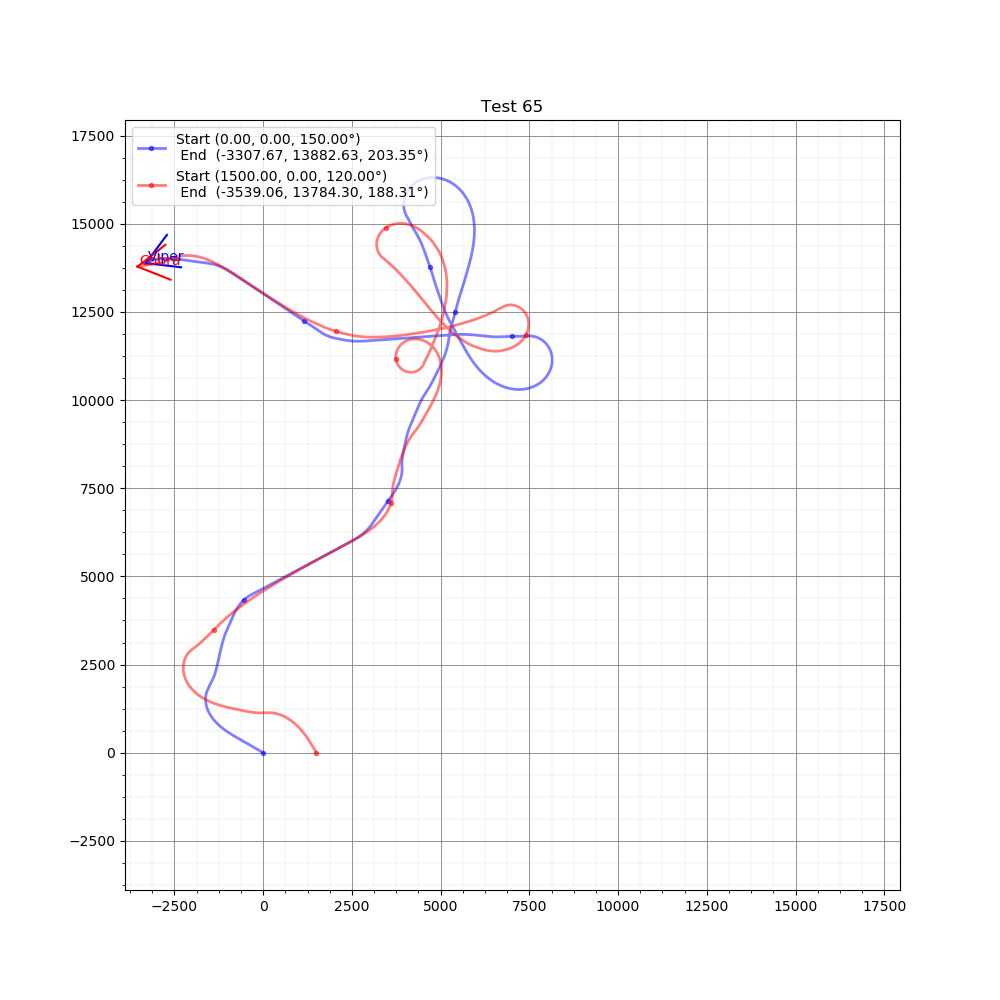 Test 65
Start (0.00, 0.00, 150.00°)
End (-3307.67, 13882.63, 203.35°)
Start (1500.00, 0.00, 120.00°)
End (-3539.06, 13784.30, 188.31°)
17500
15000
12500
10000
7500
5000
2500
0
−2500
Viper
−2500 0 2500 5000 7500 10000 12500 15000 17500